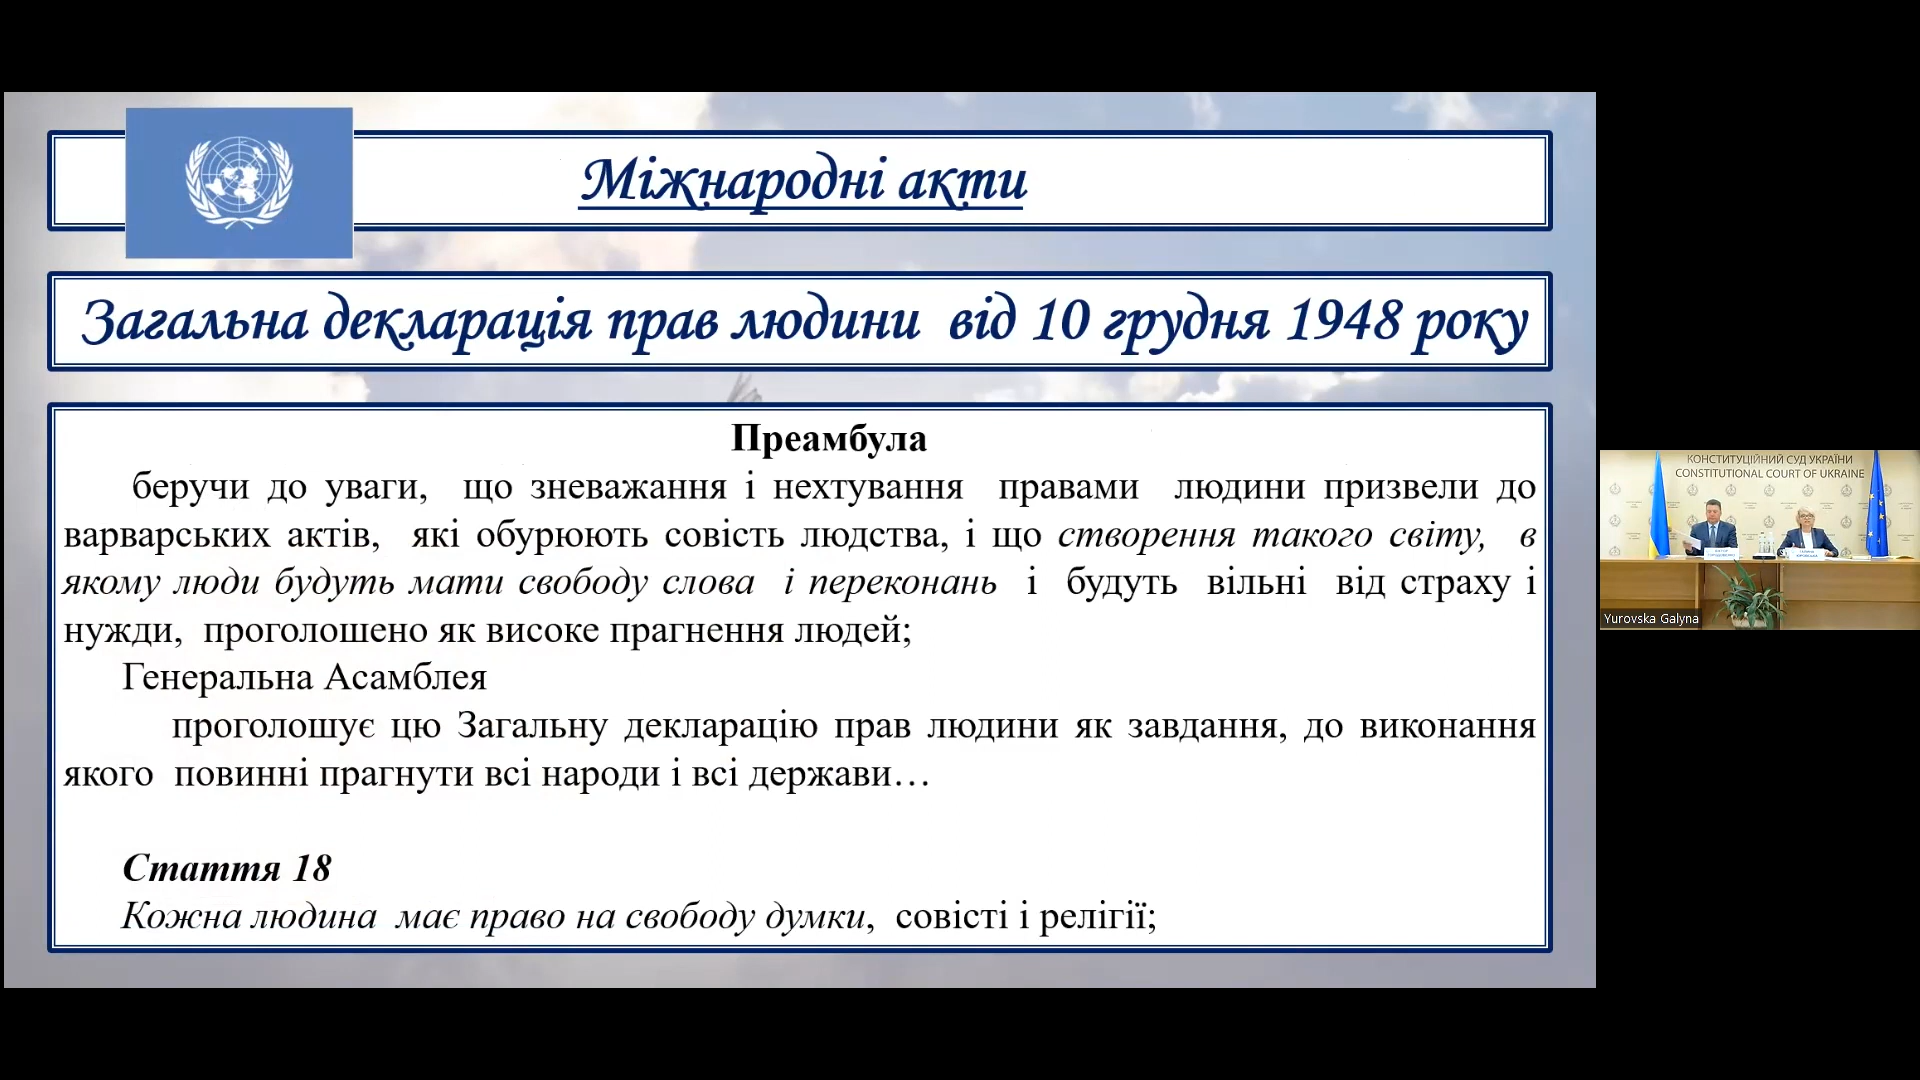 Міжнародні акти
Загальна декларація прав людини від 10 грудня 1948 року
Преамбула
беручи до уваги, що зневажання і нехтування правами людини призвели до
варварських актів, які обурюють совість людства, і що створення такого світу, в
якому люди будуть мати свободу слова і переконань і будуть вільні від страху і
нужди, проголошено як високе прагнення людей;
Генеральна Асамблея
проголошує цю Загальну декларацію прав людини як завдання, до виконання
якого повинні прагнути всі народи і всі держави…
Стаття 18
Кожна людина має право на свободу думки, совісті і релігії;
КОНСТИТУЦІЙНИЙ СУД УКРАЇНИ
CONSTITUTIONAL COURT OF UKRAINE
Yurovska Galyna